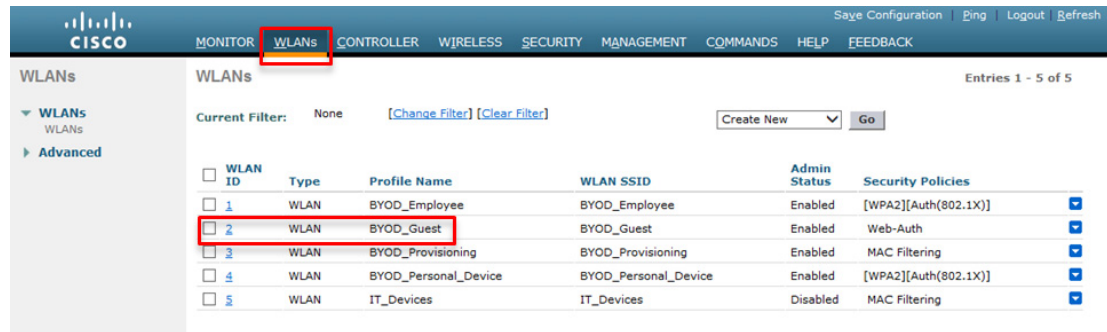 Save Configuration | Ping | Logout | Refresh
CISCO
MONITOR WLANs CONTROLLER WIRELESS SECURITY MANAGEMENT COMMANDS HELP FEEDBACK
WLANs
WLANs
WLANs
Advanced
WLANs Entries 1 - 5 of 5
Current Filter: None [Change Filter] [Clear Filter] Create New Go
WLAN ID Type Profile Name WLAN SSID Admin Status Security Policies
1 WLAN BYOD_Employee BYOD_Employee Enabled [WPA2][Auth(802.1X)]
2 WLAN BYOD_Guest BYOD_Guest Enabled Web-Auth
3 WLAN BYOD_Provisioning BYOD_Provisioning Enabled MAC Filtering
4 WLAN BYOD_Personal_Device BYOD_Personal_Device Enabled [WPA2][Auth(802.1X)]
5 WLAN IT_Devices IT_Devices Disabled MAC Filtering